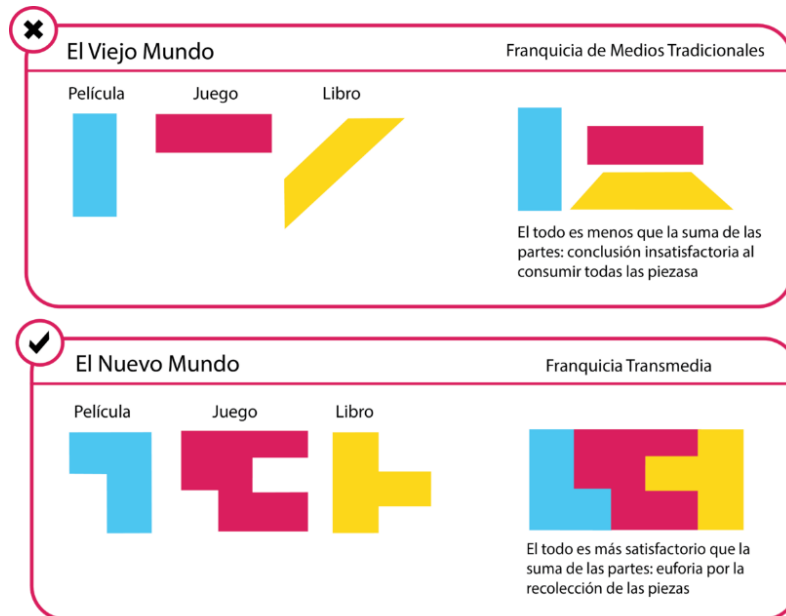 El Viejo Mundo
Franquicia de Medios Tradicionales
Película
Juego
Libro
El todo es menos que la suma de las
partes: conclusión insatisfactoria al
consumir todas las piezasa
El Nuevo Mundo
Franquicia Transmedia
Película
Juego
Libro
El todo es más satisfactorio que la
suma de las partes: euforia por la
recolección de las piezas